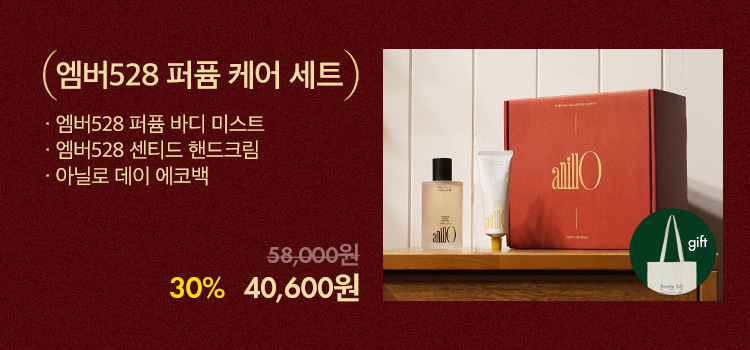 (엠버528 퍼퓸 케어 세트)
· 엠버528 퍼퓸 바디 미스트
· 엠버528 센티드 핸드크림
· 아닐로 데이 에코백
58,000원
30% 40,600원
anillO
anillO
anillO
gift